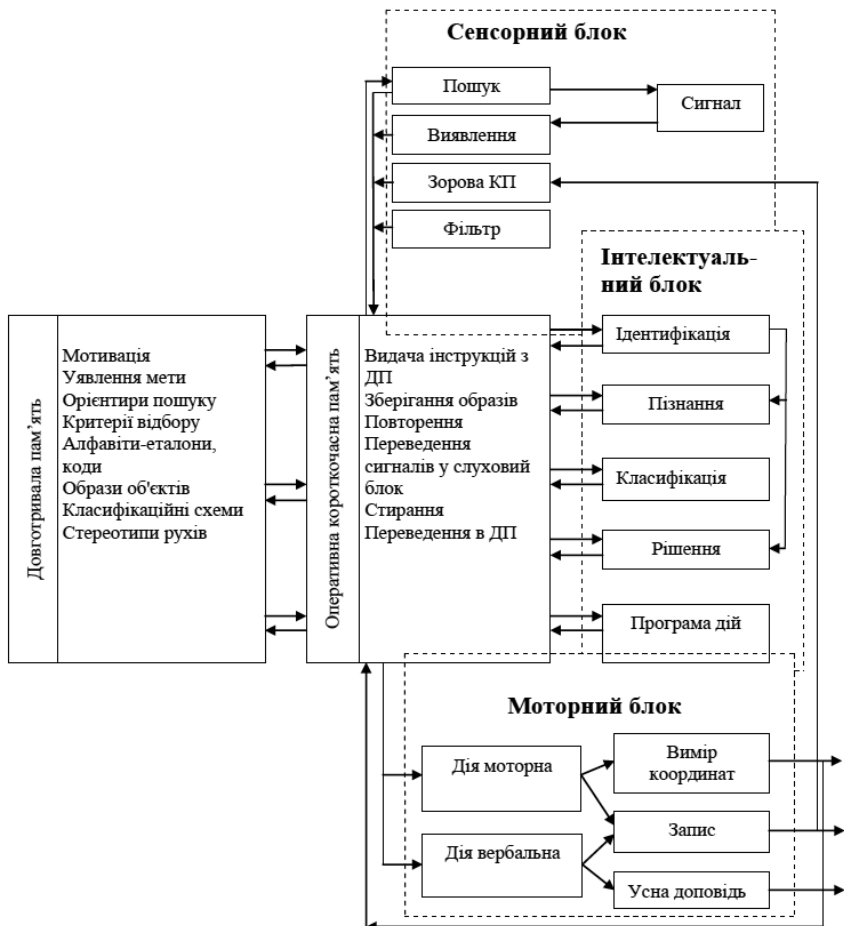 Сенсорний блок
Пошук
Сигнал
Виявлення
Зорова КП
Фільтр
Інтелектуаль-
ний блок
Довготривала пам’ять
Мотивація
Уявлення мети
Орієнтири пошуку
Критерії відбору
Алфавіти-еталони,
коди
Образи об'єктів
Класифікаційні схеми
Стереотипи рухів
Оперативна короткочасна пам’ять
Видача інструкцій з
ДП
Зберігання образів
Повторення
Переведення
сигналів у слуховий
блок
Стирання
Переведення в ДП
Ідентифікація
Пізнання
Класифікація
Рішення
Програма дій
Моторний блок
Дія моторна
Вимір
координат
Запис
Дія вербальна
Усна доповідь